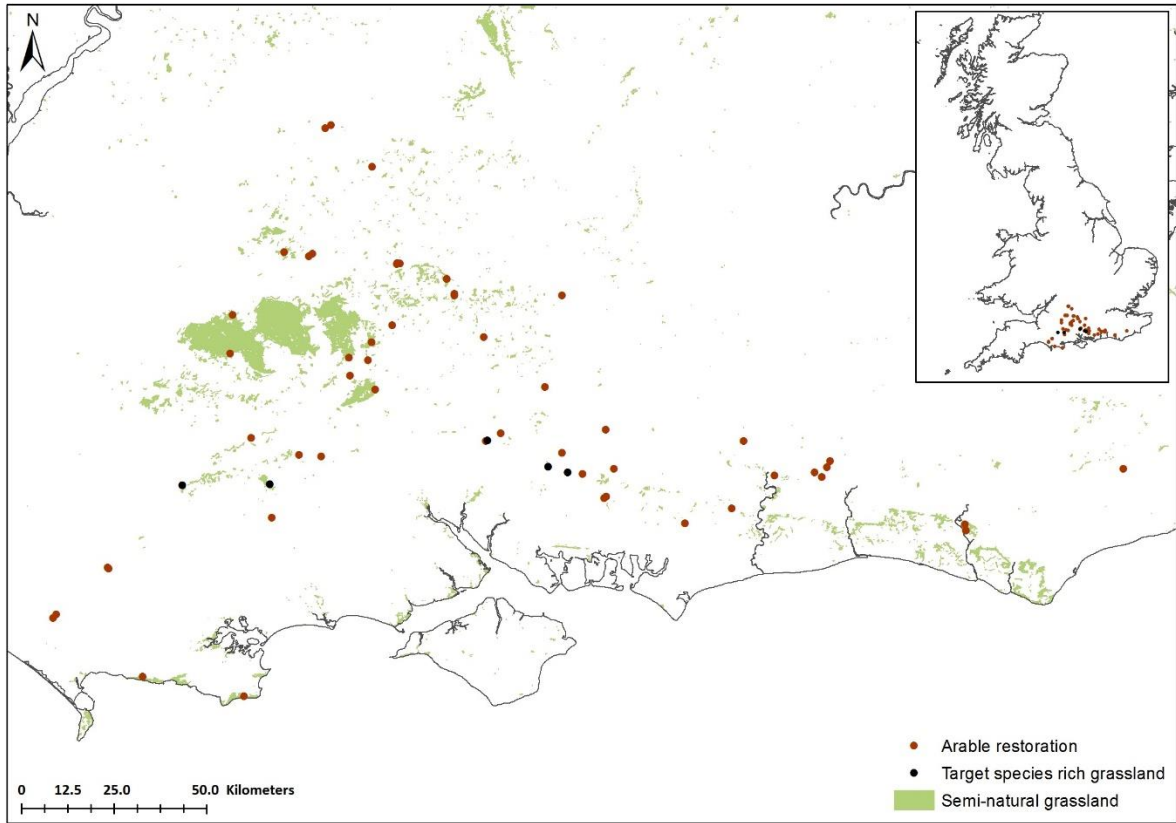 N
Arable restoration
Target species rich grassland
Semi-natural grassland
0 12.5 25.0 50.0 Kilometers